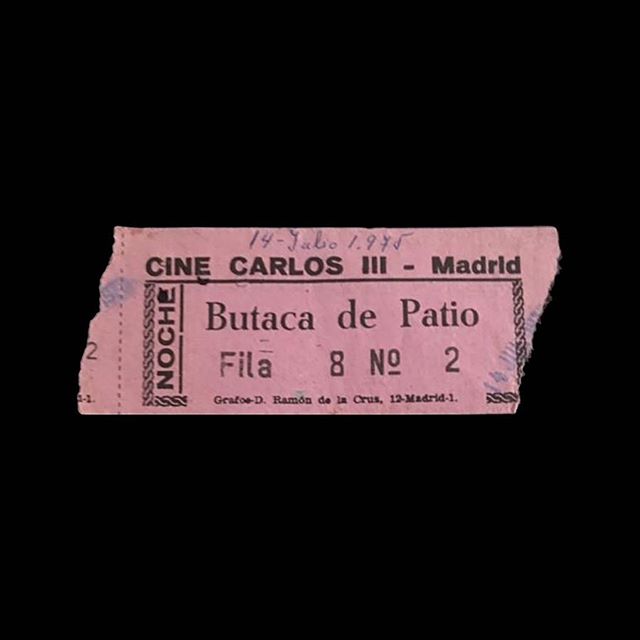 14-Julio 1.975
CINE CARLOS III - Madrid
NOCHE
Butaca de Patio
Fila 8 Nº 2
Grafos-D. Ramón de la Cruz, 12-Madrid-1.
2
-1.